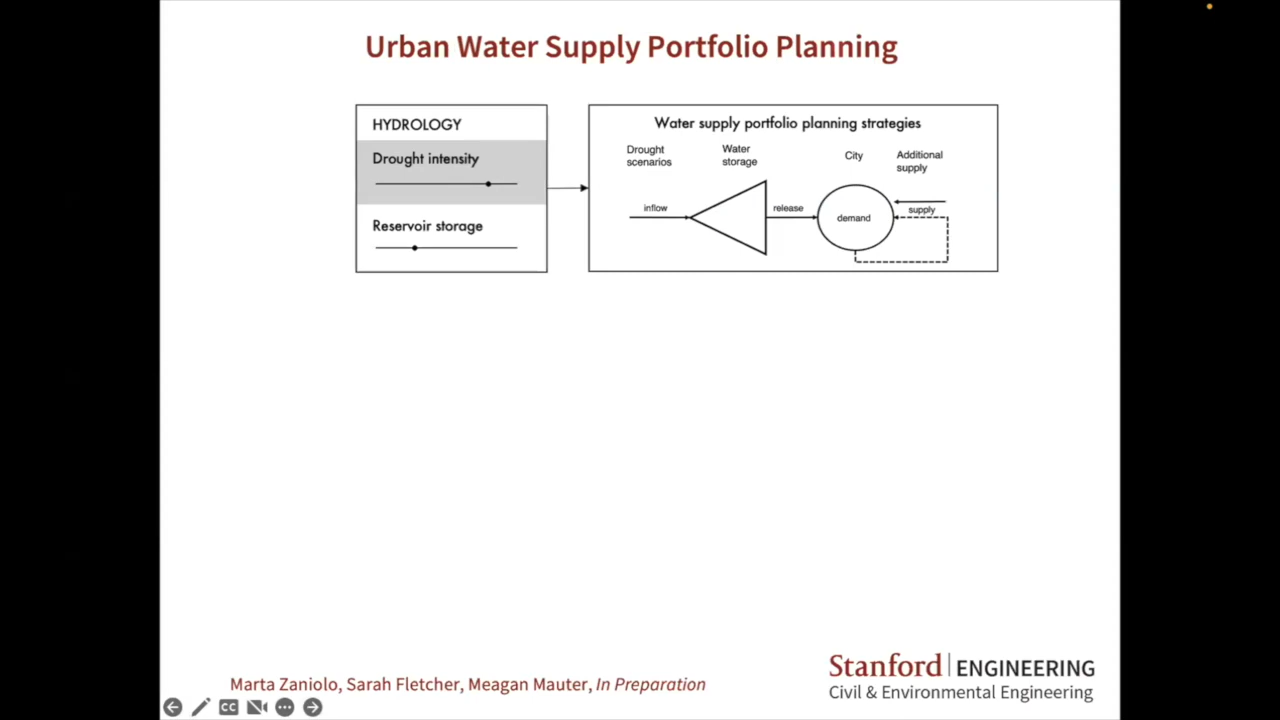 Urban Water Supply Portfolio Planning
HYDROLOGY
Drought intensity
Reservoir storage
Water supply portfolio planning strategies
Drought
scenarios
Water
storage
City
Additional
supply
inflow
release
demand
supply
Marta Zaniolo, Sarah Fletcher, Meagan Mauter, In Preparation
Stanford ENGINEERING
Civil & Environmental Engineering
CC